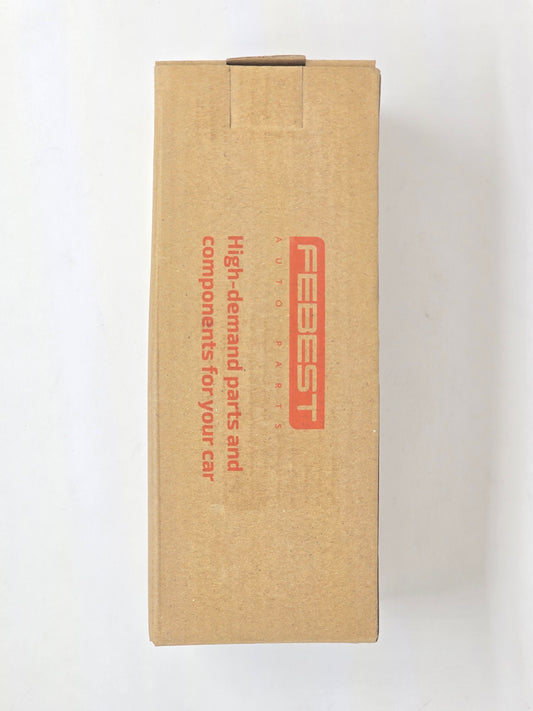 FEBEST
AUTO PARTS
High-demand parts and
components for your car